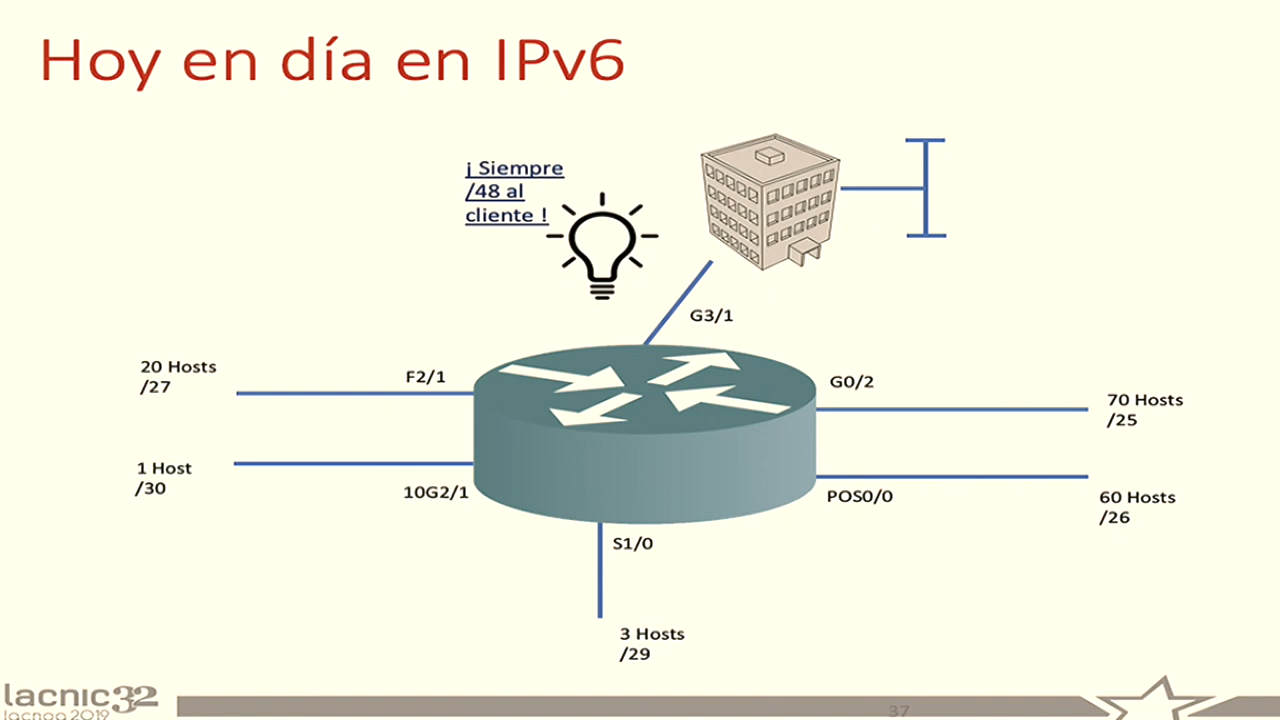 Hoy en día en IPv6
¡ Siempre
/48 al
cliente !
G3/1
20 Hosts
/27
F2/1
G0/2
70 Hosts
/25
1 Host
/30
10G2/1
POS0/0
60 Hosts
/26
S1/0
3 Hosts
/29
lacnic32
lacnog 2019
37